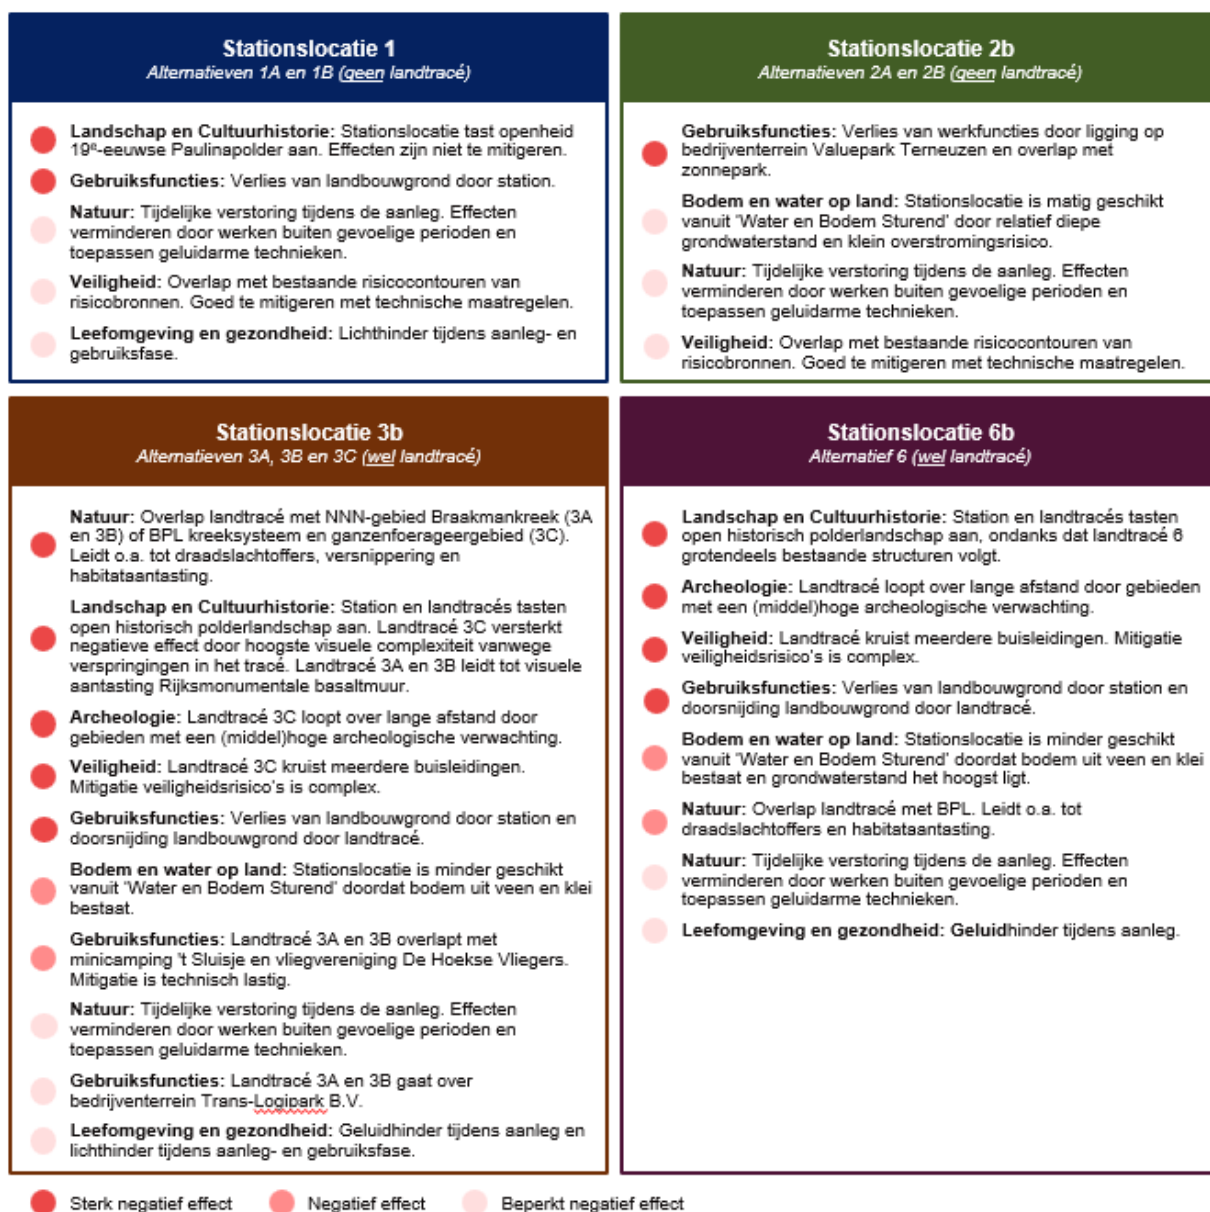 Stationslocatie 1
Alternatieven 1A en 1B (geen landtracé)
Landschap en Cultuurhistorie: Stationslocatie tast openheid
19e-eeuwse Paulinapolder aan. Effecten zijn niet te mitigeren.
Gebruiksfuncties: Verlies van landbouwgrond door station.
Natuur: Tijdelijke verstoring tijdens de aanleg. Effecten
verminderen door werken buiten gevoelige perioden en
toepassen geluidarme technieken.
Veiligheid: Overlap met bestaande risicocontouren van
risicobronnen. Goed te mitigeren met technische maatregelen.
Leefomgeving en gezondheid: Lichthinder tijdens aanleg- en
gebruiksfase.
Stationslocatie 2b
Alternatieven 2A en 2B (geen landtracé)
Gebruiksfuncties: Verlies van werkfuncties door ligging op
bedrijventerrein Valuepark Terneuzen en overlap met
zonnepark.
Bodem en water op land: Stationslocatie is matig geschikt
vanuit 'Water en Bodem Sturend' door relatief diepe
grondwaterstand en klein overstromingsrisico.
Natuur: Tijdelijke verstoring tijdens de aanleg. Effecten
verminderen door werken buiten gevoelige perioden en
toepassen geluidarme technieken.
Veiligheid: Overlap met bestaande risicocontouren van
risicobronnen. Goed te mitigeren met technische maatregelen.
Stationslocatie 3b
Alternatieven 3A, 3B en 3C (wel landtracé)
Natuur: Overlap landtracé met NNN-gebied Braakmankreek (3A
en 3B) of BPL kreeksysteem en ganzenfoerageergebied (3C).
Leidt o.a. tot draadslachtoffers, versnippering en
habitataantasting.
Landschap en Cultuurhistorie: Station en landtracés tasten
open historisch polderlandschap aan. Landtracé 3C versterkt
negatieve effect door hoogste visuele complexiteit vanwege
verspringingen in het tracé. Landtracé 3A en 3B leidt tot visuele
aantasting Rijksmonumentale basaltmuur.
Archeologie: Landtracé 3C loopt over lange afstand door
gebieden met een (middel)hoge archeologische verwachting.
Veiligheid: Landtracé 3C kruist meerdere buisleidingen.
Mitigatie veiligheidsrisico's is complex.
Gebruiksfuncties: Verlies van landbouwgrond door station en
doorsnijding landbouwgrond door landtracé.
Bodem en water op land: Stationslocatie is minder geschikt
vanuit 'Water en Bodem Sturend' doordat bodem uit veen en klei
bestaat.
Gebruiksfuncties: Landtracé 3A en 3B overlapt met
minicamping 't Sluisje en vliegvereniging De Hoekse Vliegers.
Mitigatie is technisch lastig.
Natuur: Tijdelijke verstoring tijdens de aanleg. Effecten
verminderen door werken buiten gevoelige perioden en
toepassen geluidarme technieken.
Gebruiksfuncties: Landtracé 3A en 3B gaat over
bedrijventerrein Trans-Logipark B.V.
Leefomgeving en gezondheid: Geluidhinder tijdens aanleg en
lichthinder tijdens aanleg- en gebruiksfase.
Stationslocatie 6b
Alternatief 6 (wel landtracé)
Landschap en Cultuurhistorie: Station en landtracés tasten
open historisch polderlandschap aan, ondanks dat landtracé 6
grotendeels bestaande structuren volgt.
Archeologie: Landtracé loopt over lange afstand door gebieden
met een (middel)hoge archeologische verwachting.
Veiligheid: Landtracé kruist meerdere buisleidingen. Mitigatie
veiligheidsrisico's is complex.
Gebruiksfuncties: Verlies van landbouwgrond door station en
doorsnijding landbouwgrond door landtracé.
Bodem en water op land: Stationslocatie is minder geschikt
vanuit 'Water en Bodem Sturend' doordat bodem uit veen en klei
bestaat en grondwaterstand het hoogst ligt.
Natuur: Overlap landtracé met BPL. Leidt o.a. tot
draadslachtoffers en habitataantasting.
Natuur: Tijdelijke verstoring tijdens de aanleg. Effecten
verminderen door werken buiten gevoelige perioden en
toepassen geluidarme technieken.
Leefomgeving en gezondheid: Geluidhinder tijdens aanleg.
Sterk negatief effect
Negatief effect
Beperkt negatief effect